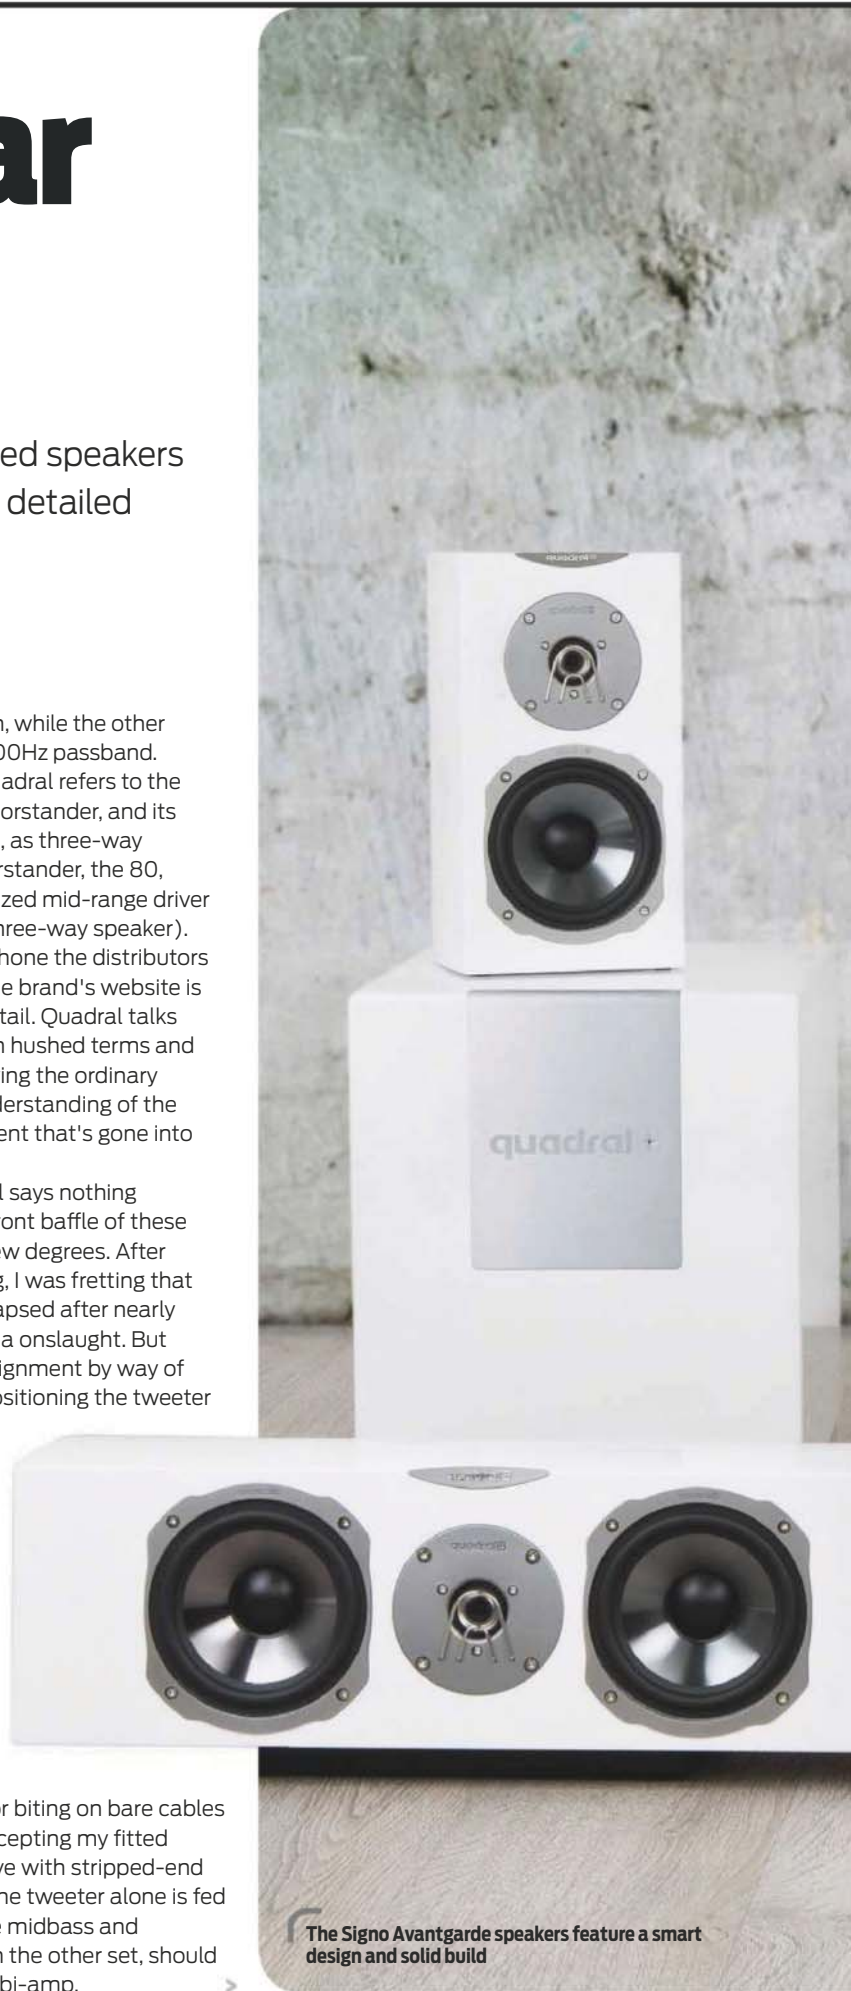 ar
ed speakers
detailed
n, while the other
00Hz passband.
adral refers to the
orstander, and its
, as three-way
rstander, the 80,
zed mid-range driver
hree-way speaker).
hone the distributors
e brand's website is
tail. Quadral talks
n hushed terms and
ing the ordinary
derstanding of the
ent that's gone into
l says nothing
ront baffle of these
ew degrees. After
g, I was fretting that
apsed after nearly
a onslaught. But
ignment by way of
ositioning the tweeter
r biting on bare cables
cepting my fitted
ve with stripped-end
ne tweeter alone is fed
e midbass and
n the other set, should
bi-amp.
>
quadral
quadral
The Signo Avantgarde speakers feature a smart
design and solid build